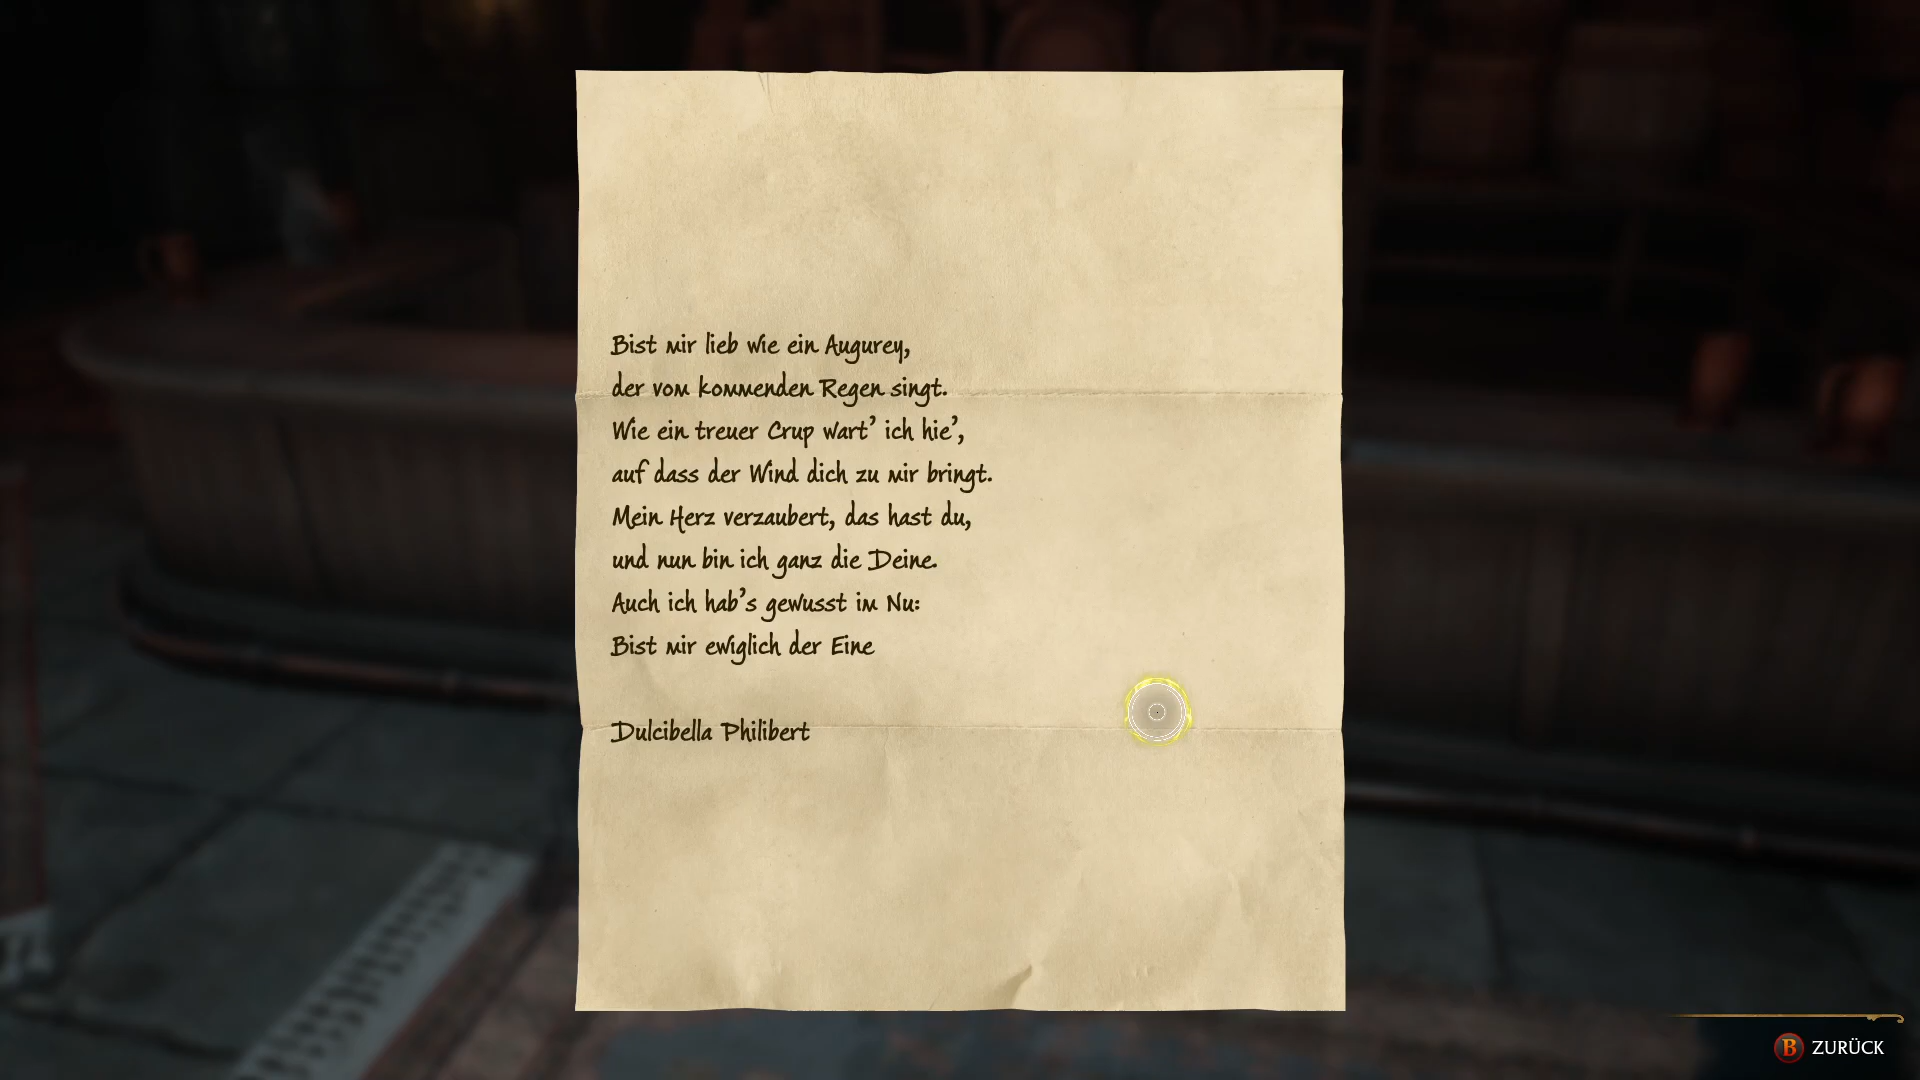 Bist mir lieb wie ein Augurey,
der vom kommenden Regen singt.
Wie ein treuer Crup wart’ ich hie’,
auf dass der Wind dich zu mir bringt.
Mein Herz verzaubert, das hast du,
und nun bin ich ganz die Deine.
Auch ich hab’s gewusst im Nu:
Bist mir ewiglich der Eine
Dulcibella Philibert
B ZURÜCK